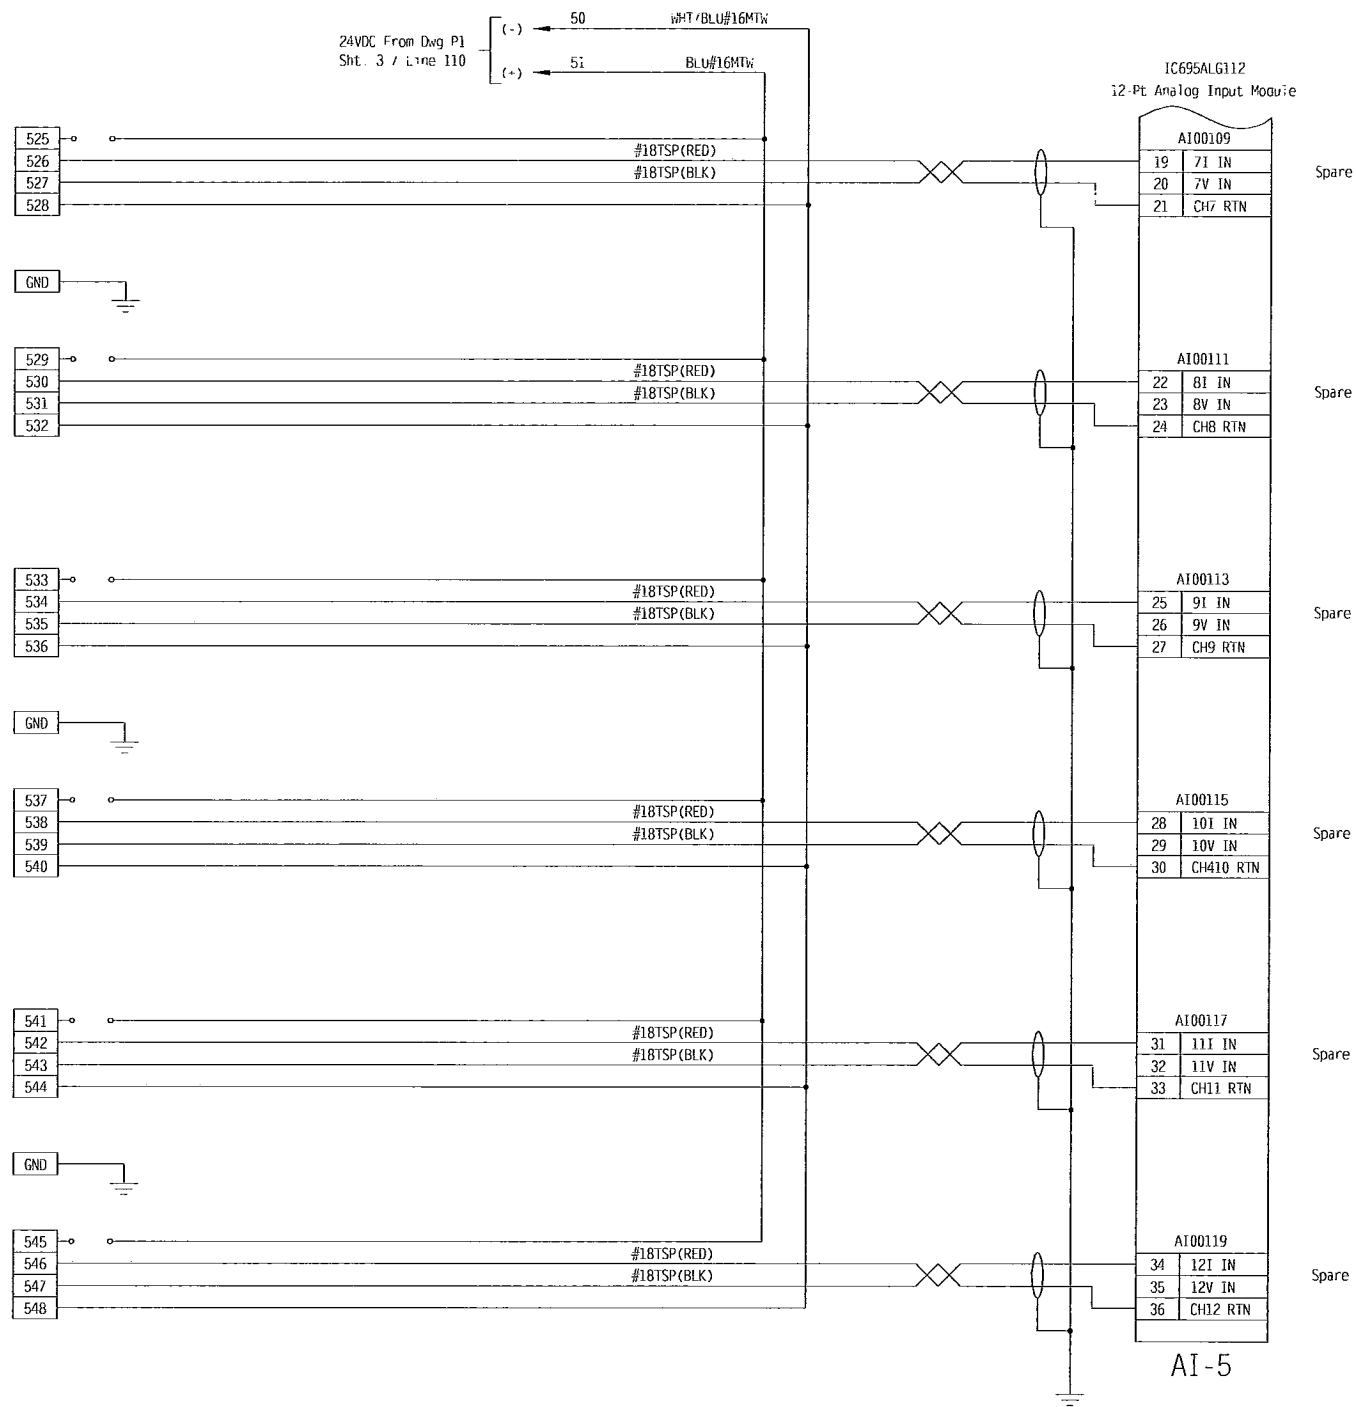 50 WHT/BLU#16MTW
(-)
24VDC From Dwg P1
Sht. 3 / Line 110
51 BLU#16MTW
(+)
IC695ALG112
12-Pt Analog Input Module
525
AI00109
526 #18TSP(RED) 19 7I IN
527 #18TSP(BLK) 20 7V IN Spare
528 21 CH7 RTN
GND
529
AI00111
530 #18TSP(RED) 22 8I IN
531 #18TSP(BLK) 23 8V IN Spare
532 24 CH8 RTN
533
AI00113
534 #18TSP(RED) 25 9I IN
535 #18TSP(BLK) 26 9V IN Spare
536 27 CH9 RTN
GND
537
AI00115
538 #18TSP(RED) 28 10I IN
539 #18TSP(BLK) 29 10V IN Spare
540 30 CH410 RTN
541
AI00117
542 #18TSP(RED) 31 11I IN
543 #18TSP(BLK) 32 11V IN Spare
544 33 CH11 RTN
GND
545
AI00119
546 #18TSP(RED) 34 12I IN
547 #18TSP(BLK) 35 12V IN Spare
548 36 CH12 RTN
AI-5